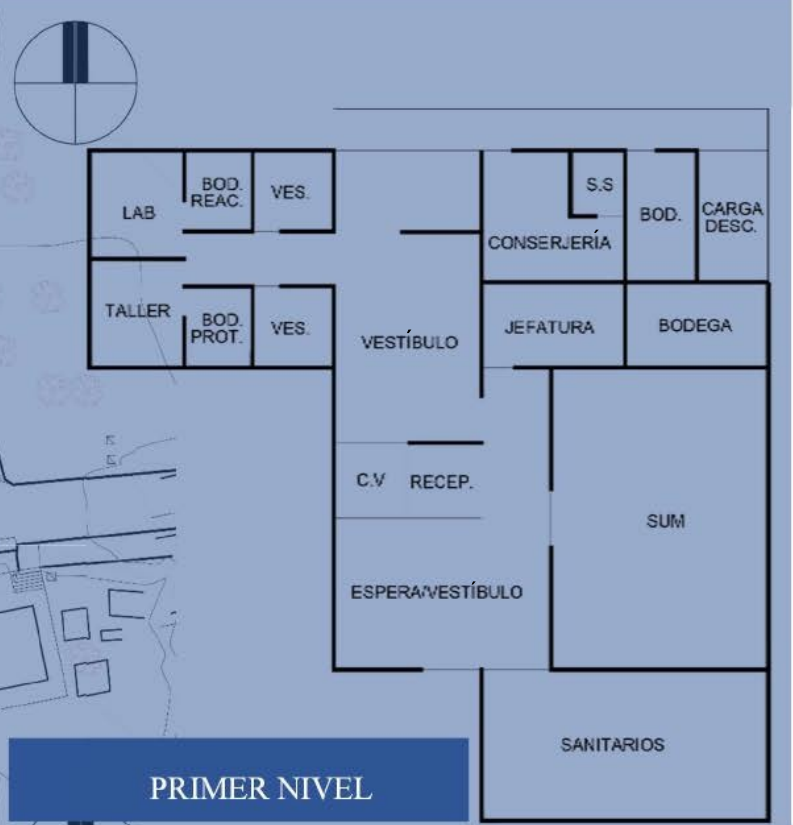 BOD.
REAC.
VES.
S.S
LAB
BOD.
CARGA
DESC.
CONSERJERÍA
TALLER
BOD.
PROT.
VES.
VESTÍBULO
JEFATURA
BODEGA
C.V
RECEP.
SUM
ESPERA/VESTÍBULO
SANITARIOS
PRIMER NIVEL